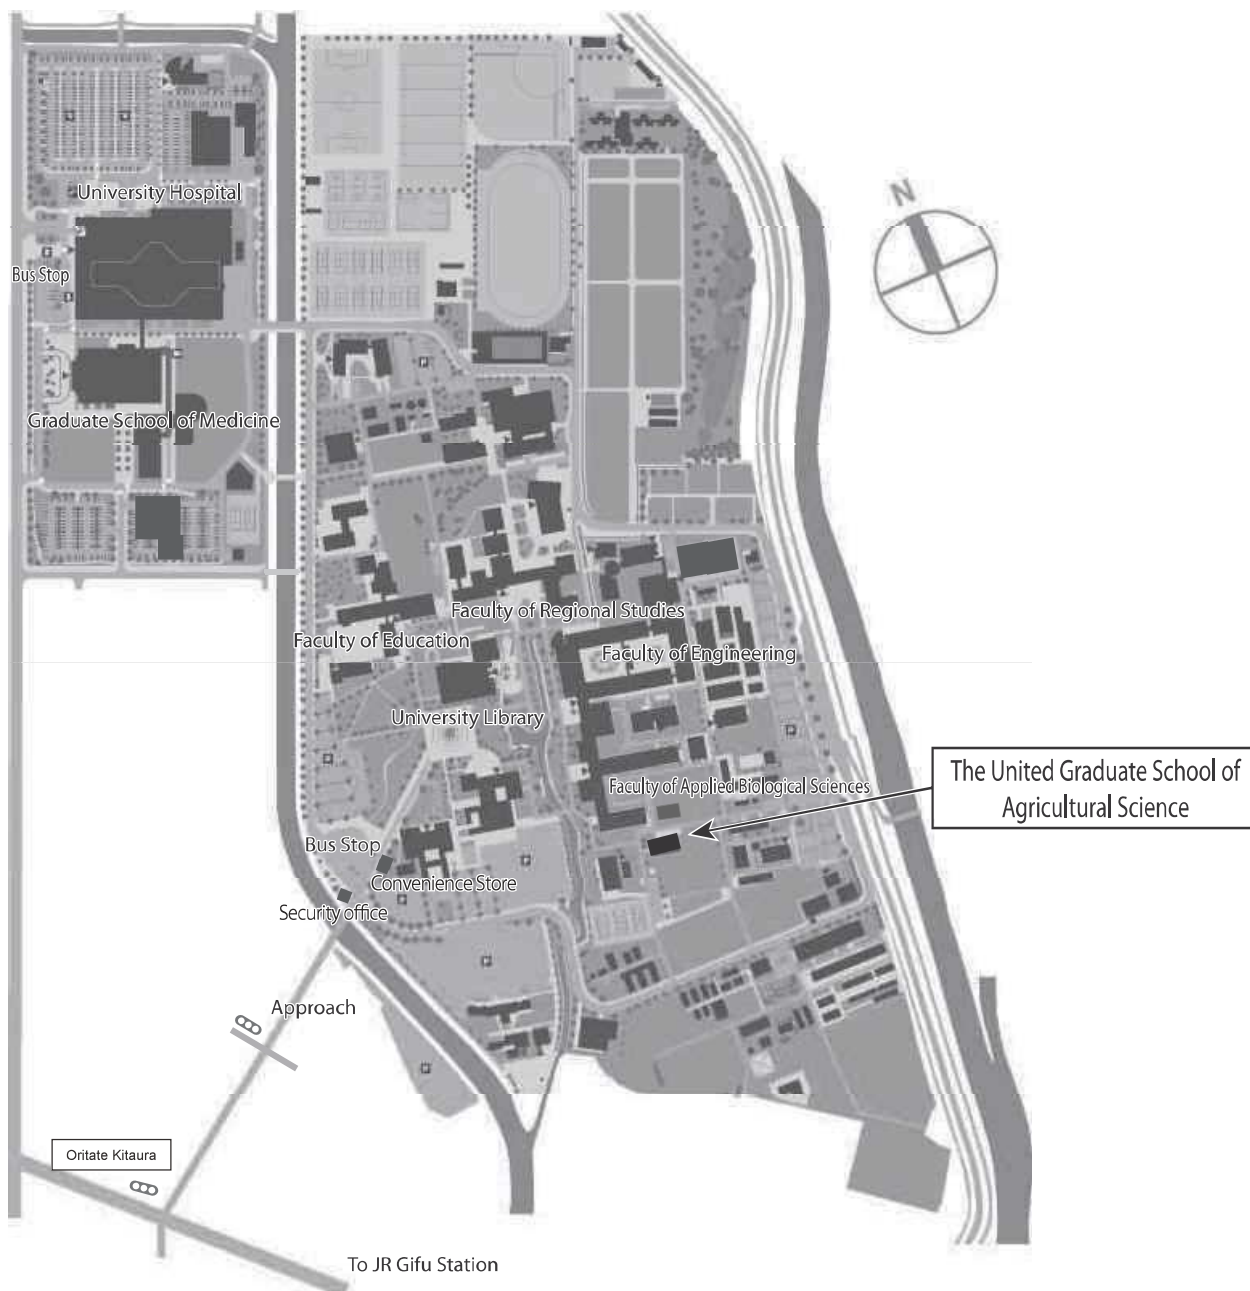 N
University Hospital
Bus Stop
Graduate School of Medicine
Faculty of Regional Studies
Faculty of Education
Faculty of Engineering
University Library
The United Graduate School of
Agricultural Science
Faculty of Applied Biological Sciences
Bus Stop
Convenience Store
Security office
Approach
Oritate Kitaura
To JR Gifu Station